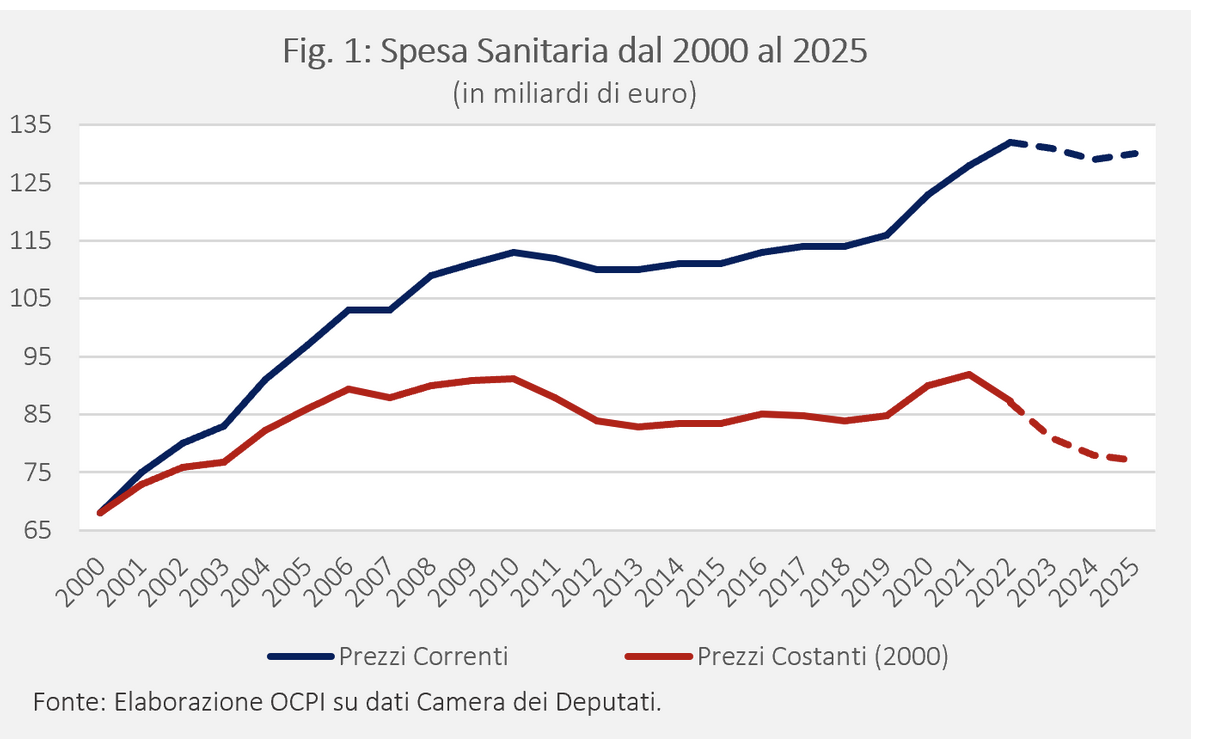 Fig. 1: Spesa Sanitaria dal 2000 al 2025
(in miliardi di euro)
135
125
115
105
95
85
75
65
2000 2001 2002 2003 2004 2005 2006 2007 2008 2009 2010 2011 2012 2013 2014 2015 2016 2017 2018 2019 2020 2021 2022 2023 2024 2025
Prezzi Correnti Prezzi Costanti (2000)
Fonte: Elaborazione OCPI su dati Camera dei Deputati.